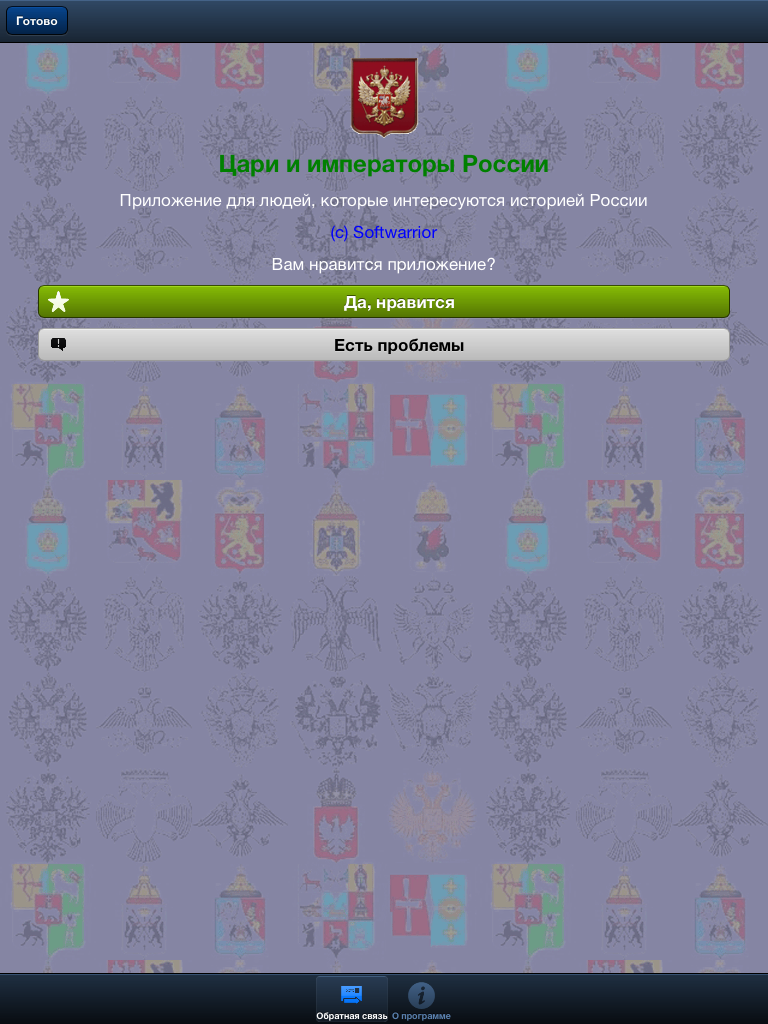 Готово
Цари и императоры России
Приложение для людей, которые интересуются историей России
(c) Softwarrior
Вам нравится приложение?
Да, нравится
Есть проблемы
Обратная связь
О программе